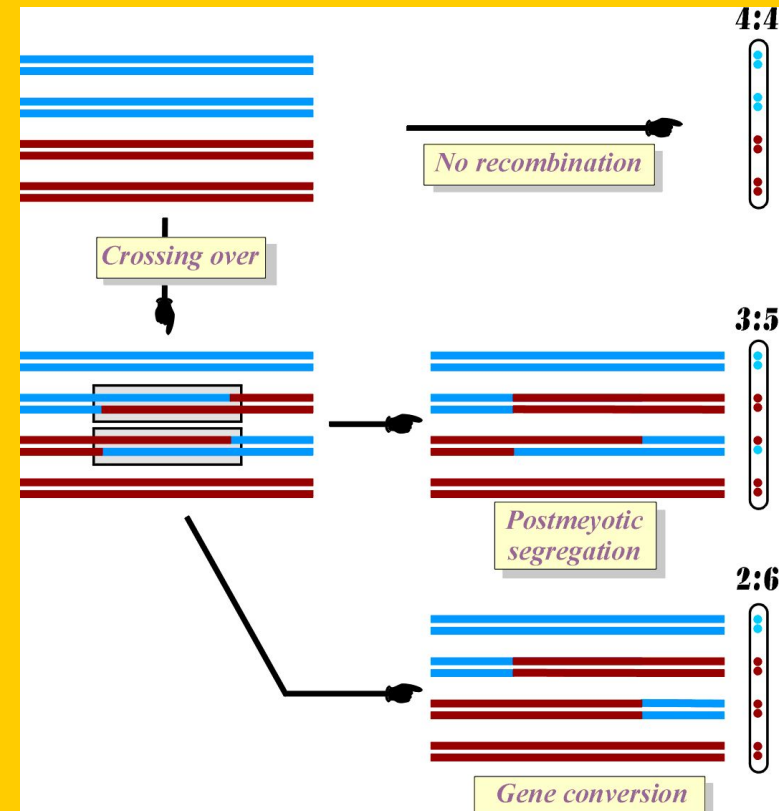 4:4
No recombination
Crossing over
3:5
Postmeyotic
segregation
2:6
Gene conversion